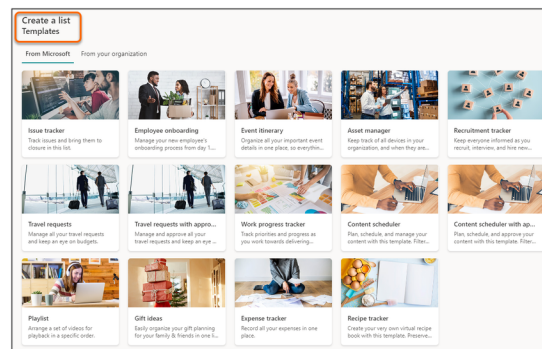 Create a list
Templates
From Microsoft From your organization
Issue tracker
Track issues and bring them to
closure in this list.
Employee onboarding
Manage your new employee's
onboarding process from day 1...
Event itinerary
Organize all your important event
details in one place, so everythin...
Asset manager
Keep track of all devices in your
organization, and when they are...
Recruitment tracker
Keep everyone informed as you
recruit, interview, and hire new...
Travel requests
Manage all your travel requests
and keep an eye on budgets.
Travel requests with appro...
Manage and approve all your
travel requests and keep an eye ...
Work progress tracker
Track priorities and progress as
you work towards delivering...
Content scheduler
Plan, schedule, and manage your
content with this template. Filter...
Content scheduler with ap...
Plan, schedule, and approve your
content with this template. Filter...
Playlist
Arrange a set of videos for
playback in a specific order.
Gift ideas
Easily organize your gift planning
for your family & friends in one li...
Expense tracker
Record all your expenses in one
place.
Recipe tracker
Create your very own virtual recipe
book with this template. Preserve...